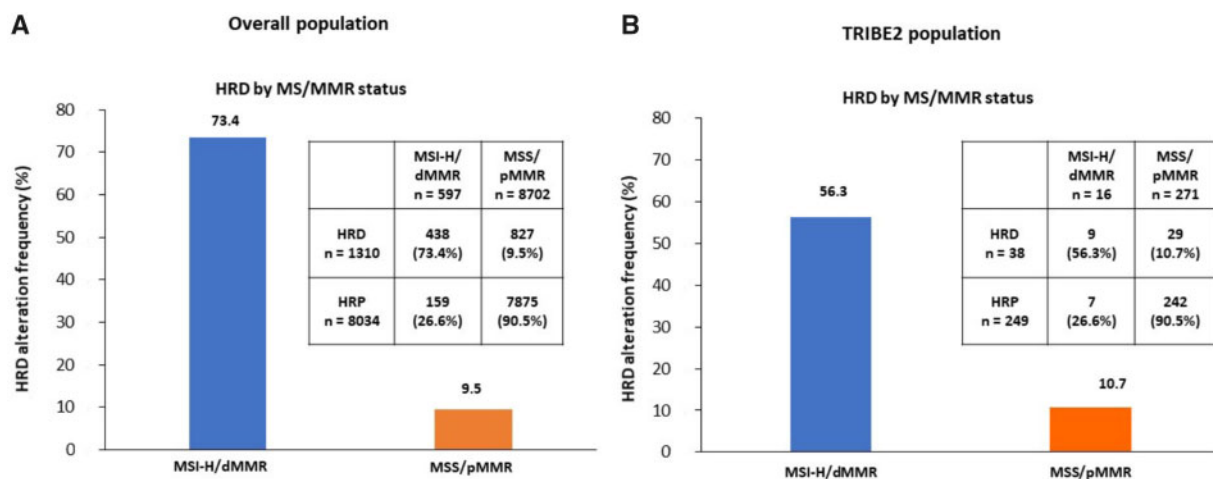 A
Overall population
HRD by MS/MMR status
HRD alteration frequency (%)
80
70
60
50
40
30
20
10
0
73.4
9.5
MSI-H/dMMR
MSS/pMMR
MSI-H/
dMMR
n = 597
MSS/
pMMR
n = 8702
HRD
n = 1310
438
(73.4%)
827
(9.5%)
HRP
n = 8034
159
(26.6%)
7875
(90.5%)
B
TRIBE2 population
HRD by MS/MMR status
HRD alteration frequency (%)
80
70
60
50
40
30
20
10
0
56.3
10.7
MSI-H/dMMR
MSS/pMMR
MSI-H/
dMMR
n = 16
MSS/
pMMR
n = 271
HRD
n = 38
9
(56.3%)
29
(10.7%)
HRP
n = 249
7
(26.6%)
242
(90.5%)